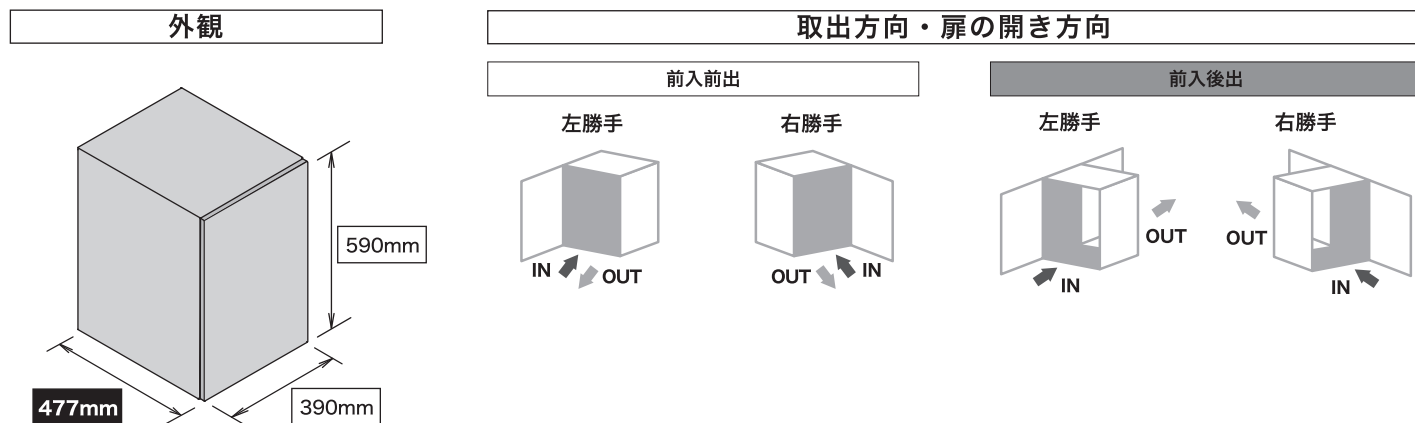 外観
590mm
477mm
390mm
取出方向・扉の開き方向
前入前出
左勝手
右勝手
IN
OUT
OUT
IN
前入後出
左勝手
右勝手
OUT
IN
OUT
IN